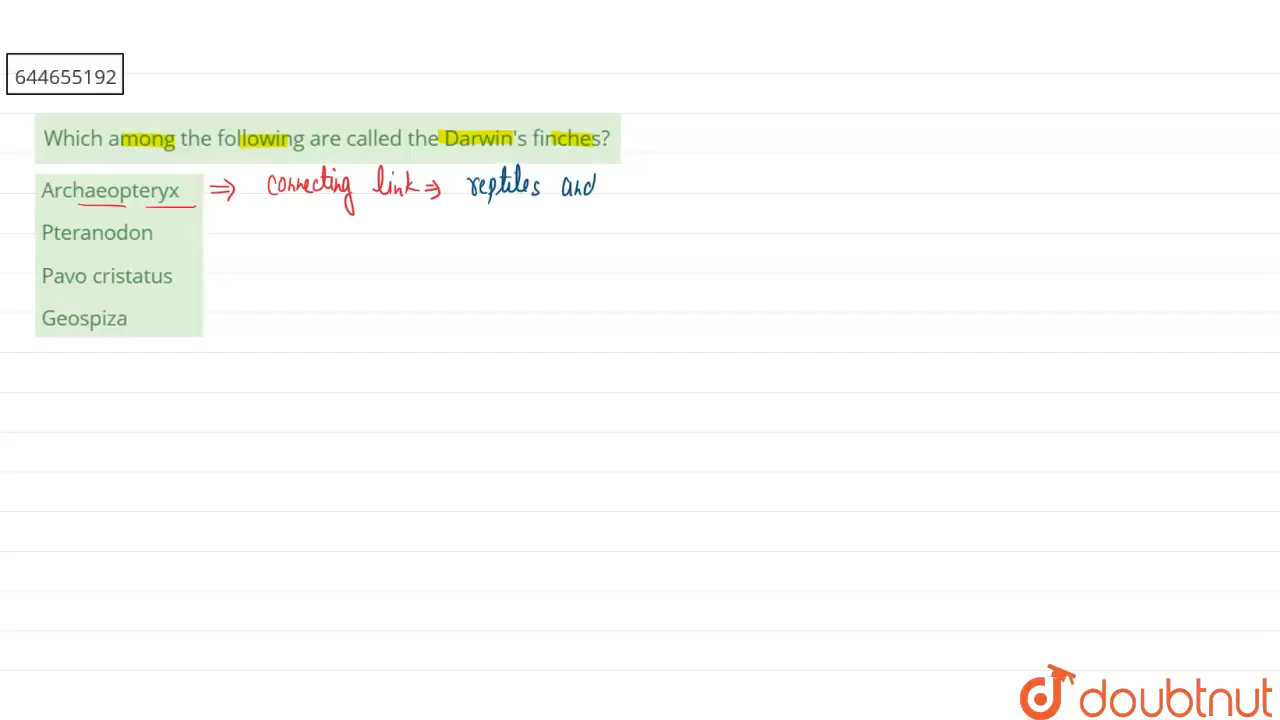 644655192
Which among the following are called the Darwin's finches?
Archaeopteryx ⇒ connecting link ⇒ reptiles and
Pteranodon
Pavo cristatus
Geospiza
doubtnut